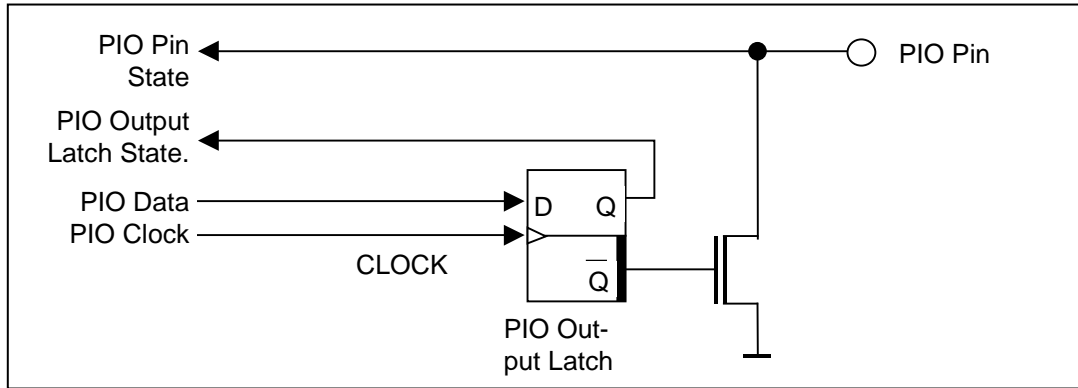 PIO Pin
State
PIO Pin
PIO Output
Latch State.
PIO Data
PIO Clock
CLOCK
D
Q
Q̅
PIO Out-
put Latch